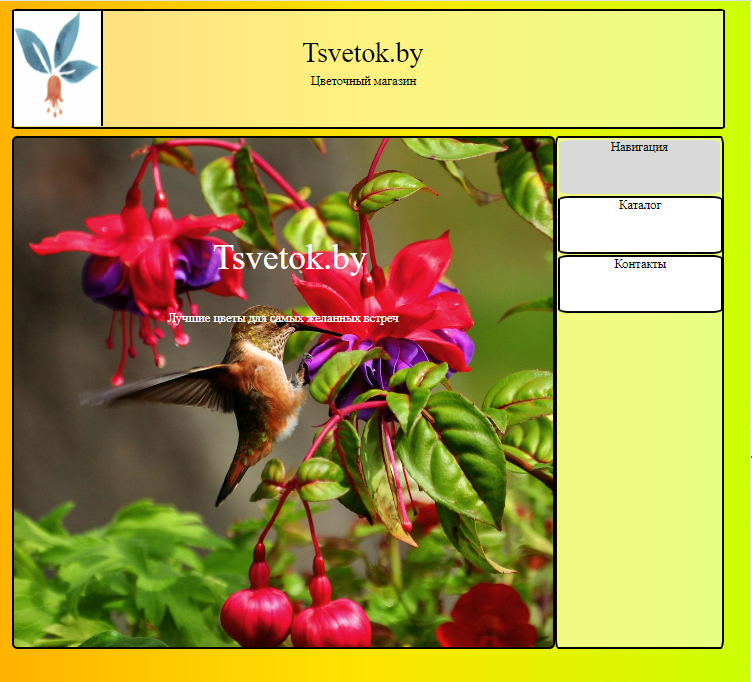 Tsvetok.by
Цветочный магазин
Навигация
Каталог
Контакты
Tsvetok.by
Лучшие цветы для самых желанных встреч